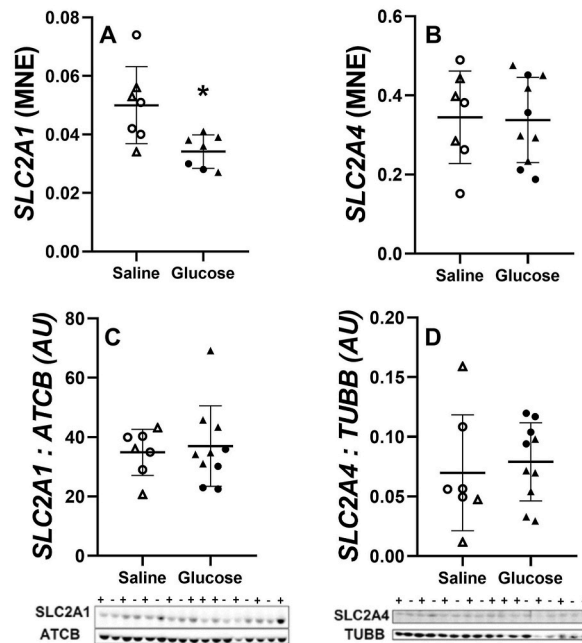 A
SLC2A1 (MNE)
0.08
0.06
0.04
0.02
0.00
*
Saline Glucose
B
SLC2A4 (MNE)
0.6
0.4
0.2
0.0
Saline Glucose
C
SLC2A1 : ATCB (AU)
80
60
40
20
0
Saline Glucose
SLC2A1
ATCB
D
SLC2A4 : TUBB (AU)
0.20
0.15
0.10
0.05
0.00
Saline Glucose
SLC2A4
TUBB